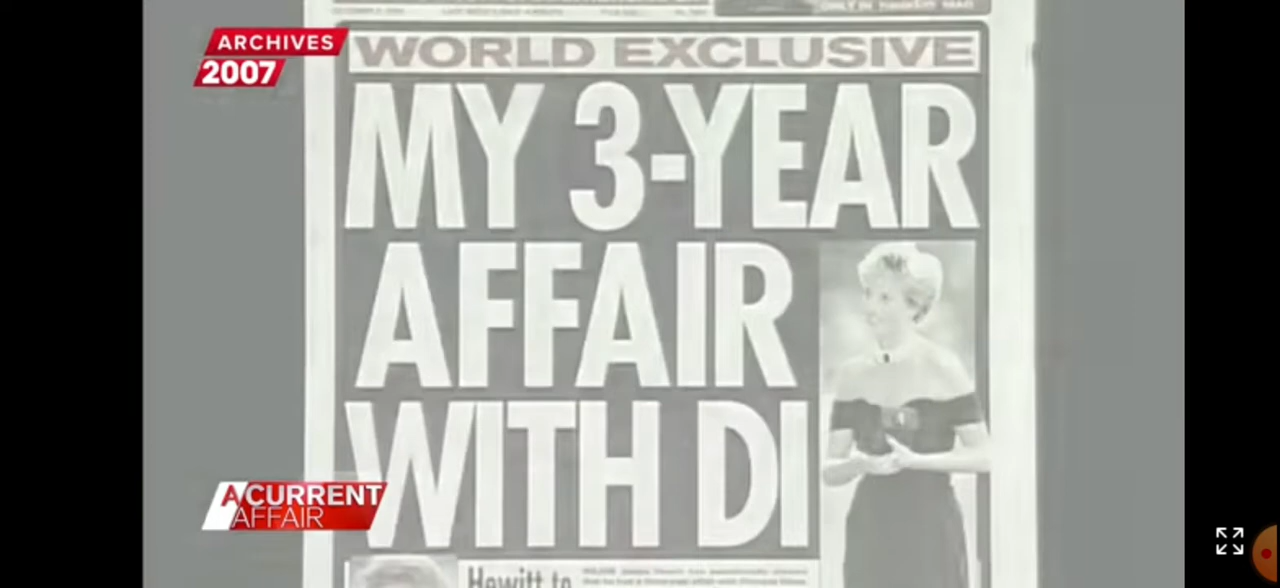 ARCHIVES
2007
WORLD EXCLUSIVE
MY 3-YEAR
AFFAIR
WITH DI
A CURRENT
AFFAIR
Hewitt to